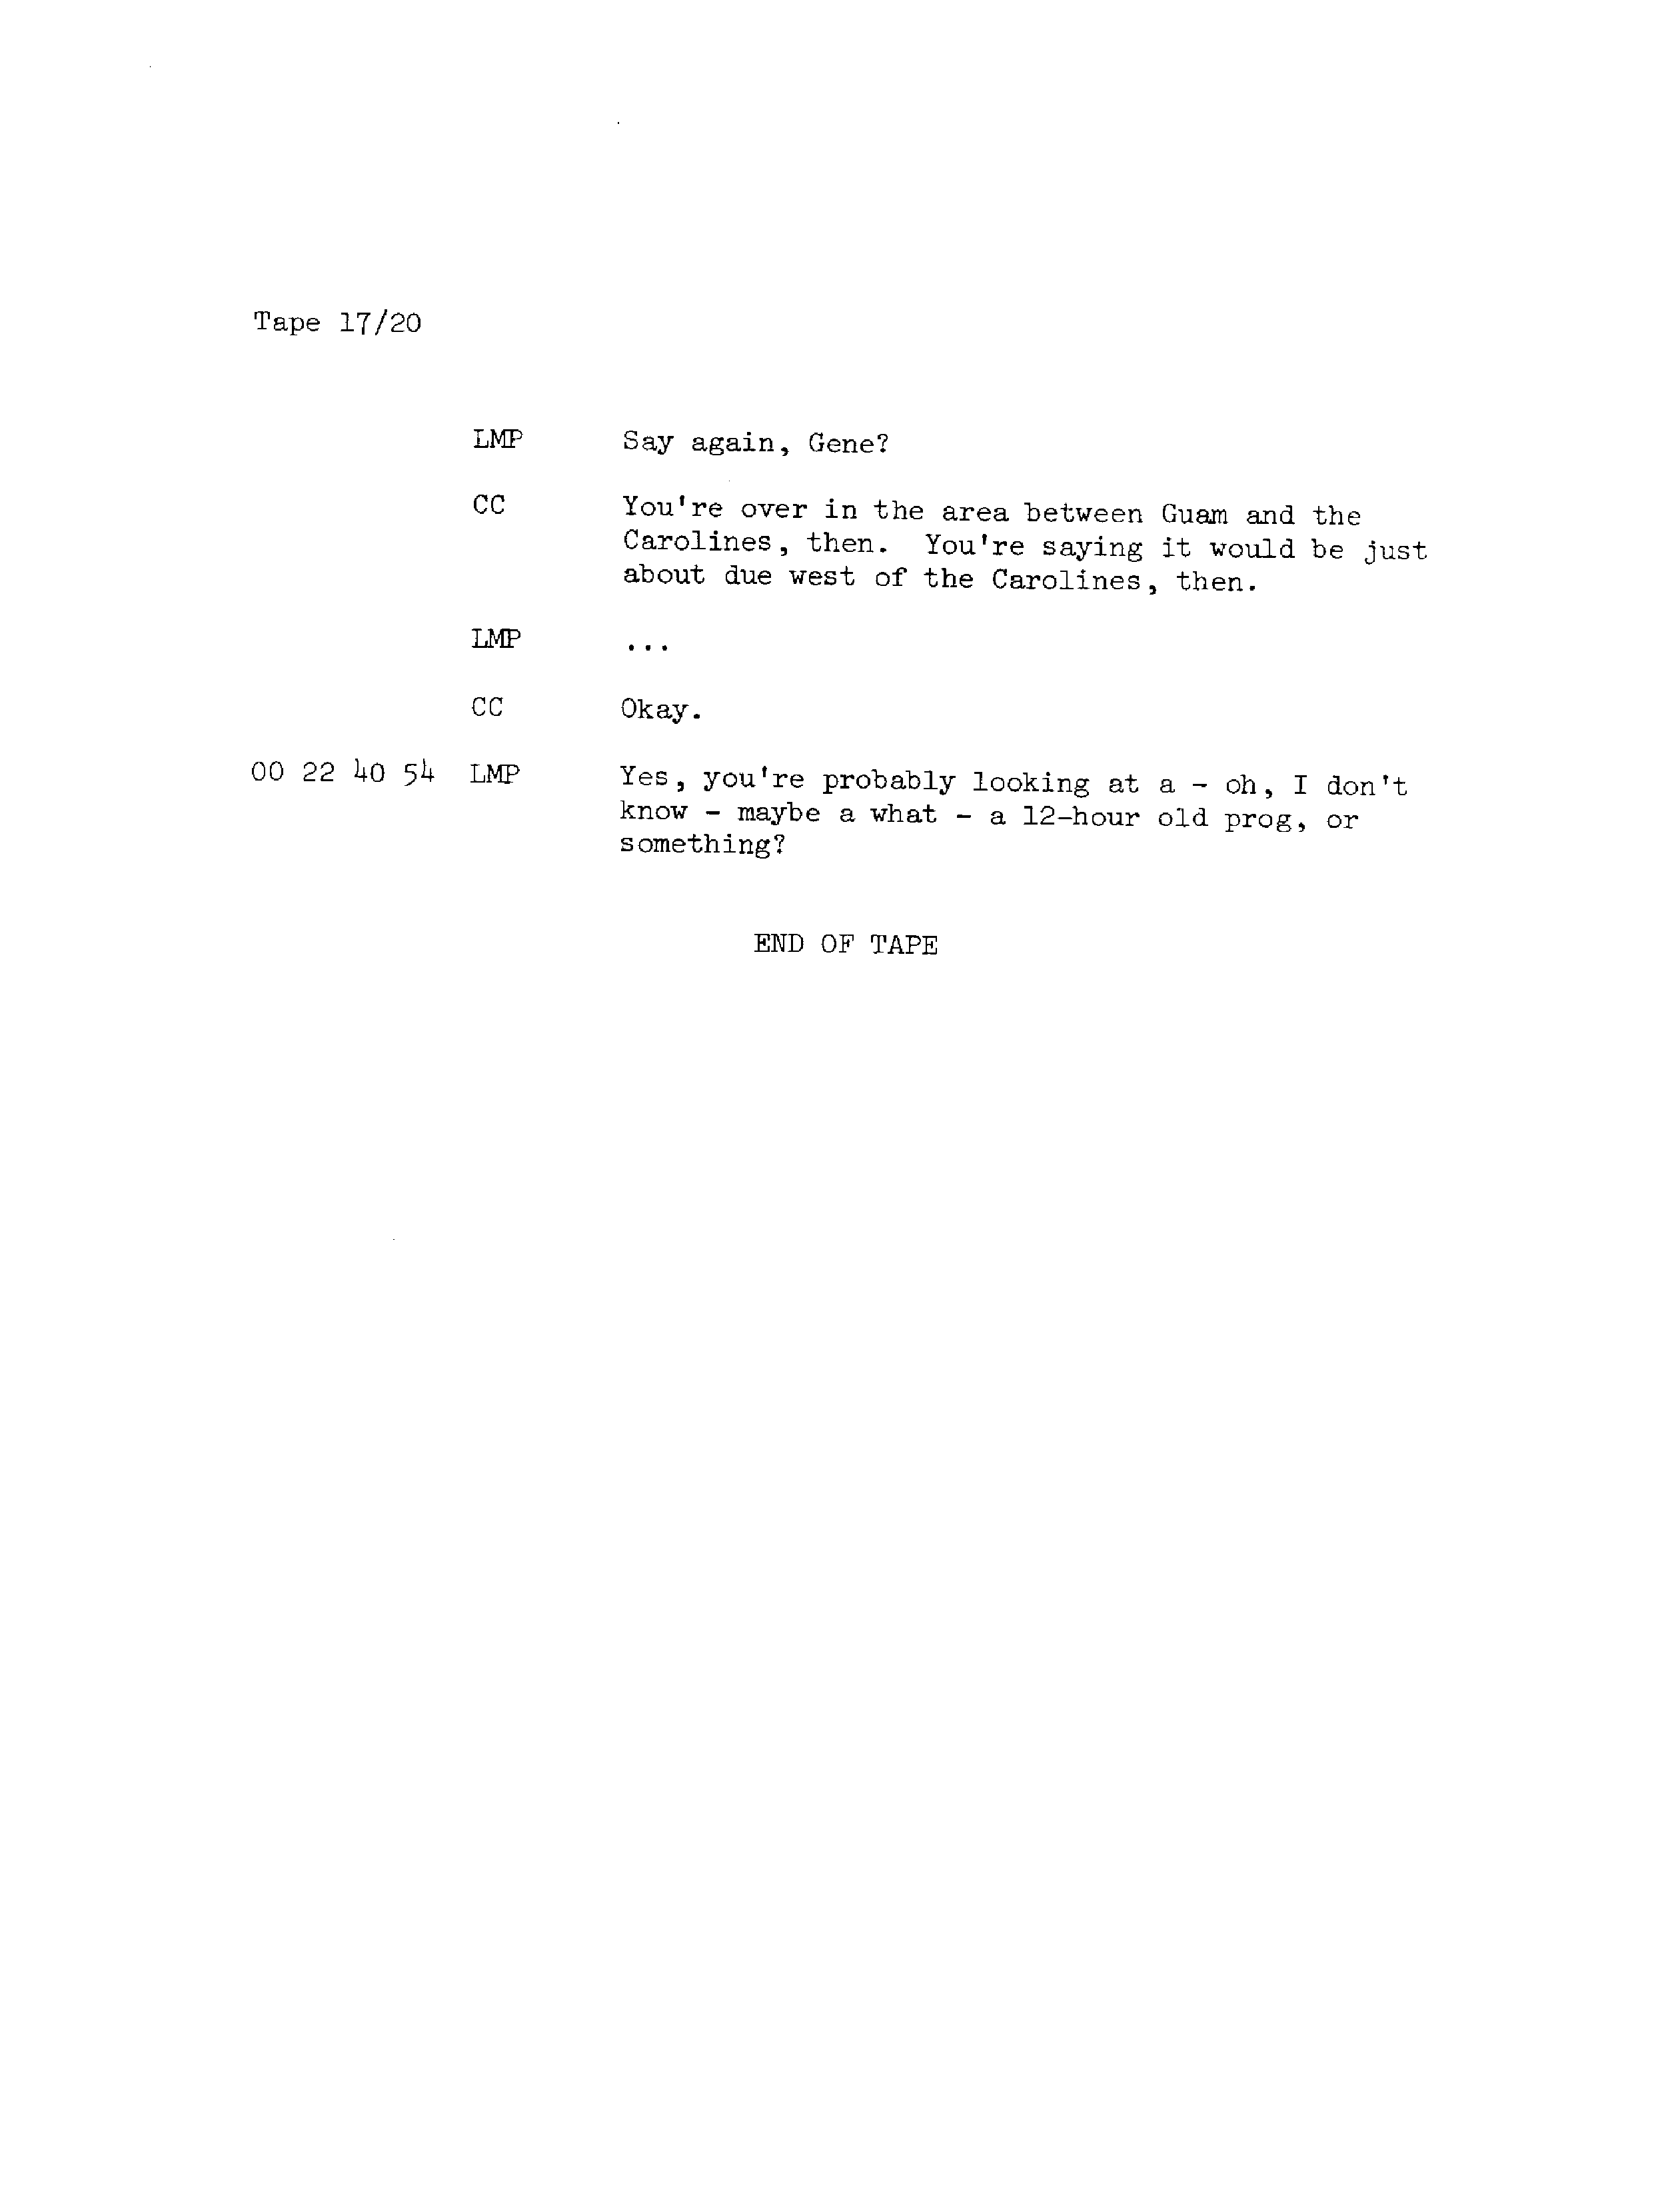 Tape 17/20
LMP Say again, Gene?
CC You're over in the area between Guam and the
Carolines, then. You're saying it would be just
about due west of the Carolines, then.
LMP ...
CC Okay.
00 22 40 54 LMP Yes, you're probably looking at a - oh, I don't
know - maybe a what - a 12-hour old prog, or
something?
END OF TAPE